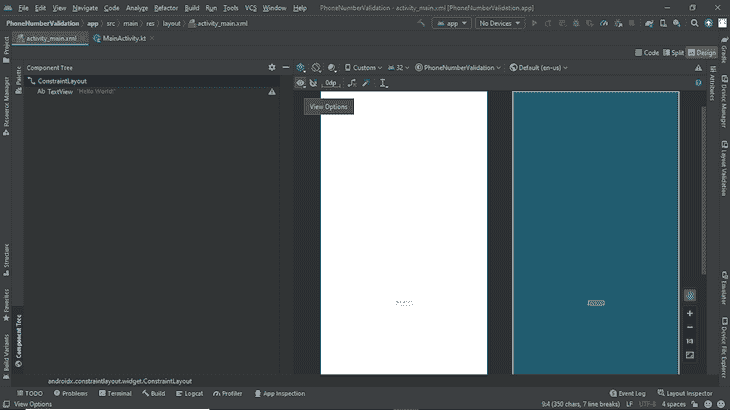 File Edit View Navigate Code Analyze Refactor Build Run Tools VCS Window Help PhoneNumberValidation - activity_main.xml [PhoneNumberValidation.app]
PhoneNumberValidation app src main res layout activity_main.xml app No Devices
activity_main.xml MainActivity.kt
Code Split Design
Component Tree Custom 32 PhoneNumberValidation Default (en-us)
ConstraintLayout 0dp
Ab TextView "Hello World!"
View Options
Project
Resource Manager
Structure
Favorites
Build Variants
Palette
Component Tree
Attributes
Gradle
Device Manager
Layout Validation
Emulator
Device File Explorer
1:1
androidx.constraintlayout.widget.ConstraintLayout
TODO Problems Terminal Build Logcat Profiler App Inspection Event Log Layout Inspector
View Options 9:4 (350 chars, 7 line breaks) LF UTF-8 4 spaces